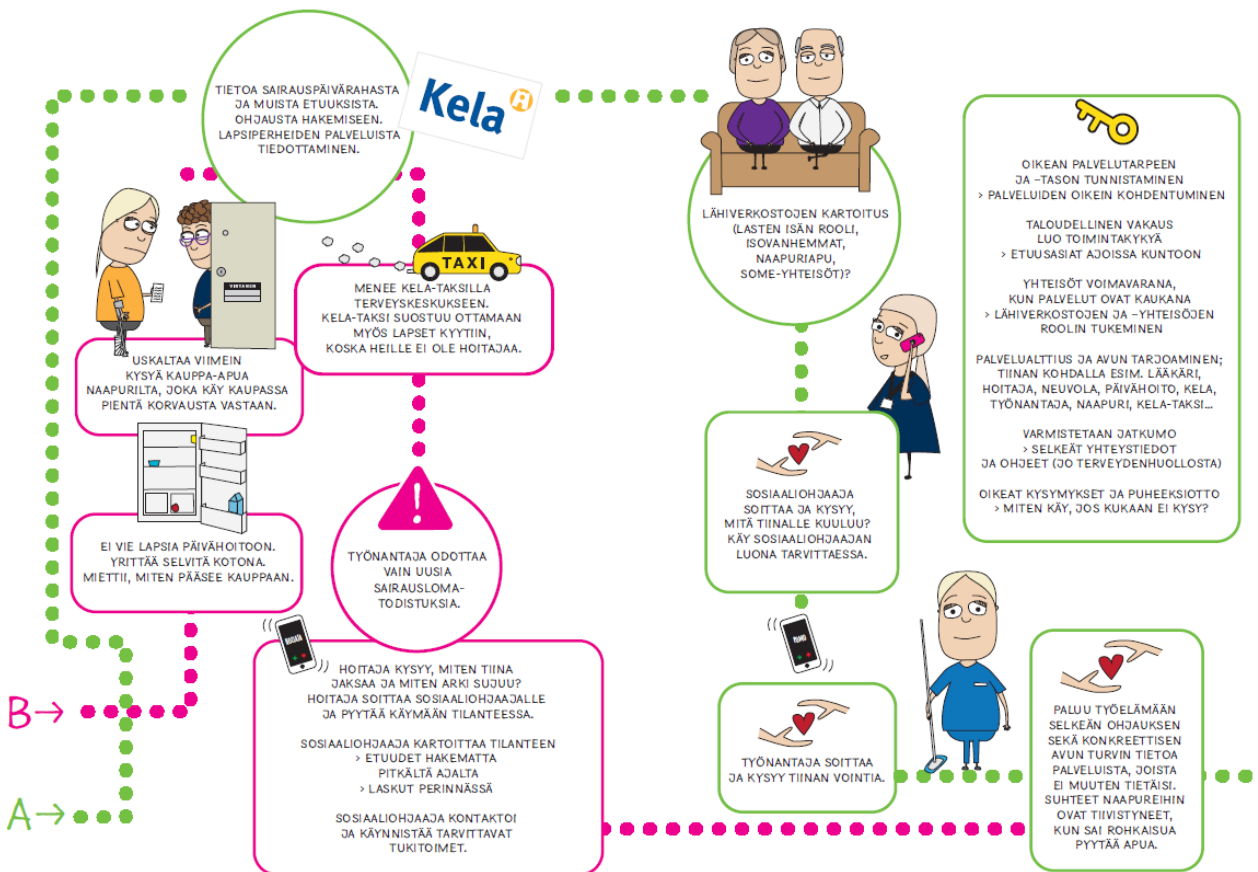 TIETOA SAIRAUSPÄIVÄRAHASTA
JA MUISTA ETUUKSISTA.
OHJAUSTA HAKEMISEEN.
LAPSIPERHEIDEN PALVELUISTA
TIEDOTTAMINEN.
Kela
VIRTANEN
TAXI
MENEE KELA-TAKSILLA
TERVEYSKESKUKSEEN.
KELA-TAKSI SUOSTUU OTTAMAAN
MYÖS LAPSET KYYTIIN,
KOSKA HEILLE EI OLE HOITAJAA.
USKALTAA VIIMEIN
KYSYÄ KAUPPA-APUA
NAAPURILTA, JOKA KÄY KAUPASSA
PIENTÄ KORVAUSTA VASTAAN.
EI VIE LAPSIA PÄIVÄHOITOON.
YRITTÄÄ SELVITÄ KOTONA.
MIETTII, MITEN PÄÄSEE KAUPPAAN.
!
TYÖNANTAJA ODOTTAA
VAIN UUSIA
SAIRAUSLOMA-
TODISTUKSIA.
B→
A→
HOITAJA
HOITAJA KYSYY, MITEN TIINA
JAKSAA JA MITEN ARKI SUJUU?
HOITAJA SOITTAA SOSIAALIOHJAAJALLE
JA PYYTÄÄ KÄYMÄÄN TILANTEESSA.
SOSIAALIOHJAAJA KARTOITTAA TILANTEEN
> ETUUDET HAKEMATTA
PITKÄLTÄ AJALTA
> LASKUT PERINNÄSSÄ
SOSIAALIOHJAAJA KONTAKTOI
JA KÄYNNISTÄÄ TARVITTAVAT
TUKITOIMET.
LÄHIVERKOSTOJEN KARTOITUS
(LASTEN ISÄN ROOLI,
ISOVANHEMMAT,
NAAPURIAPU,
SOME-YHTEISÖT)?
SOSIAALIOHJAAJA
SOITTAA JA KYSYY,
MITÄ TIINALLE KUULUU?
KÄY SOSIAALIOHJAAJAN
LUONA TARVITTAESSA.
POMO
TYÖNANTAJA SOITTAA
JA KYSYY TIINAN VOINTIA.
OIKEAN PALVELUTARPEEN
JA –TASON TUNNISTAMINEN
> PALVELUIDEN OIKEIN KOHDENTUMINEN
TALOUDELLINEN VAKAUS
LUO TOIMINTAKYKYÄ
> ETUUSASIAT AJOISSA KUNTOON
YHTEISÖT VOIMAVARANA,
KUN PALVELUT OVAT KAUKANA
> LÄHIVERKOSTOJEN JA –YHTEISÖJEN
ROOLIN TUKEMINEN
PALVELUALTTIUS JA AVUN TARJOAMINEN;
TIINAN KOHDALLA ESIM. LÄÄKÄRI,
HOITAJA, NEUVOLA, PÄIVÄHOITO, KELA,
TYÖNANTAJA, NAAPURI, KELA-TAKSI...
VARMISTETAAN JATKUMO
> SELKEÄT YHTEYSTIEDOT
JA OHJEET (JO TERVEYDENHUOLLOSTA)
OIKEAT KYSYMYKSET JA PUHEEKSIOTTO
> MITEN KÄY, JOS KUKAAN EI KYSY?
PALUU TYÖELÄMÄÄN
SELKEÄN OHJAUKSEN
SEKÄ KONKREETTISEN
AVUN TURVIN TIETOA
PALVELUISTA, JOISTA
EI MUUTEN TIETÄISI.
SUHTEET NAAPUREIHIN
OVAT TIIVISTYNEET,
KUN SAI ROHKAISUA
PYYTÄÄ APUA.